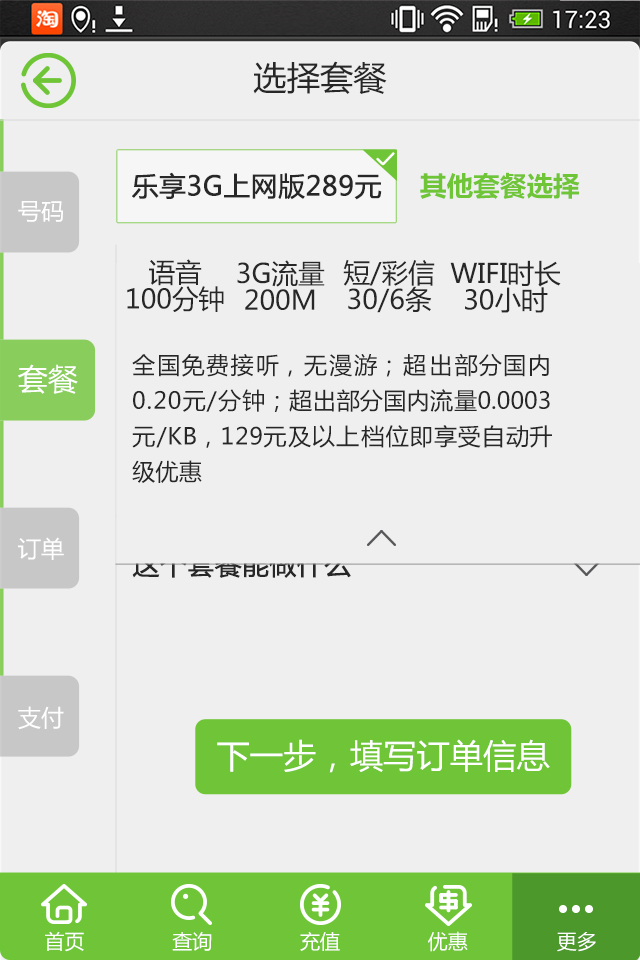 淘
17:23
选择套餐
号码
套餐
订单
支付
乐享3G上网版289元
其他套餐选择
语音 3G流量 短/彩信 WIFI时长
100分钟 200M 30/6条 30小时
全国免费接听，无漫游；超出部分国内
0.20元/分钟；超出部分国内流量0.0003
元/KB，129元及以上档位即享受自动升
级优惠
这个套餐能做什么
下一步，填写订单信息
首页 查询 充值 优惠 更多